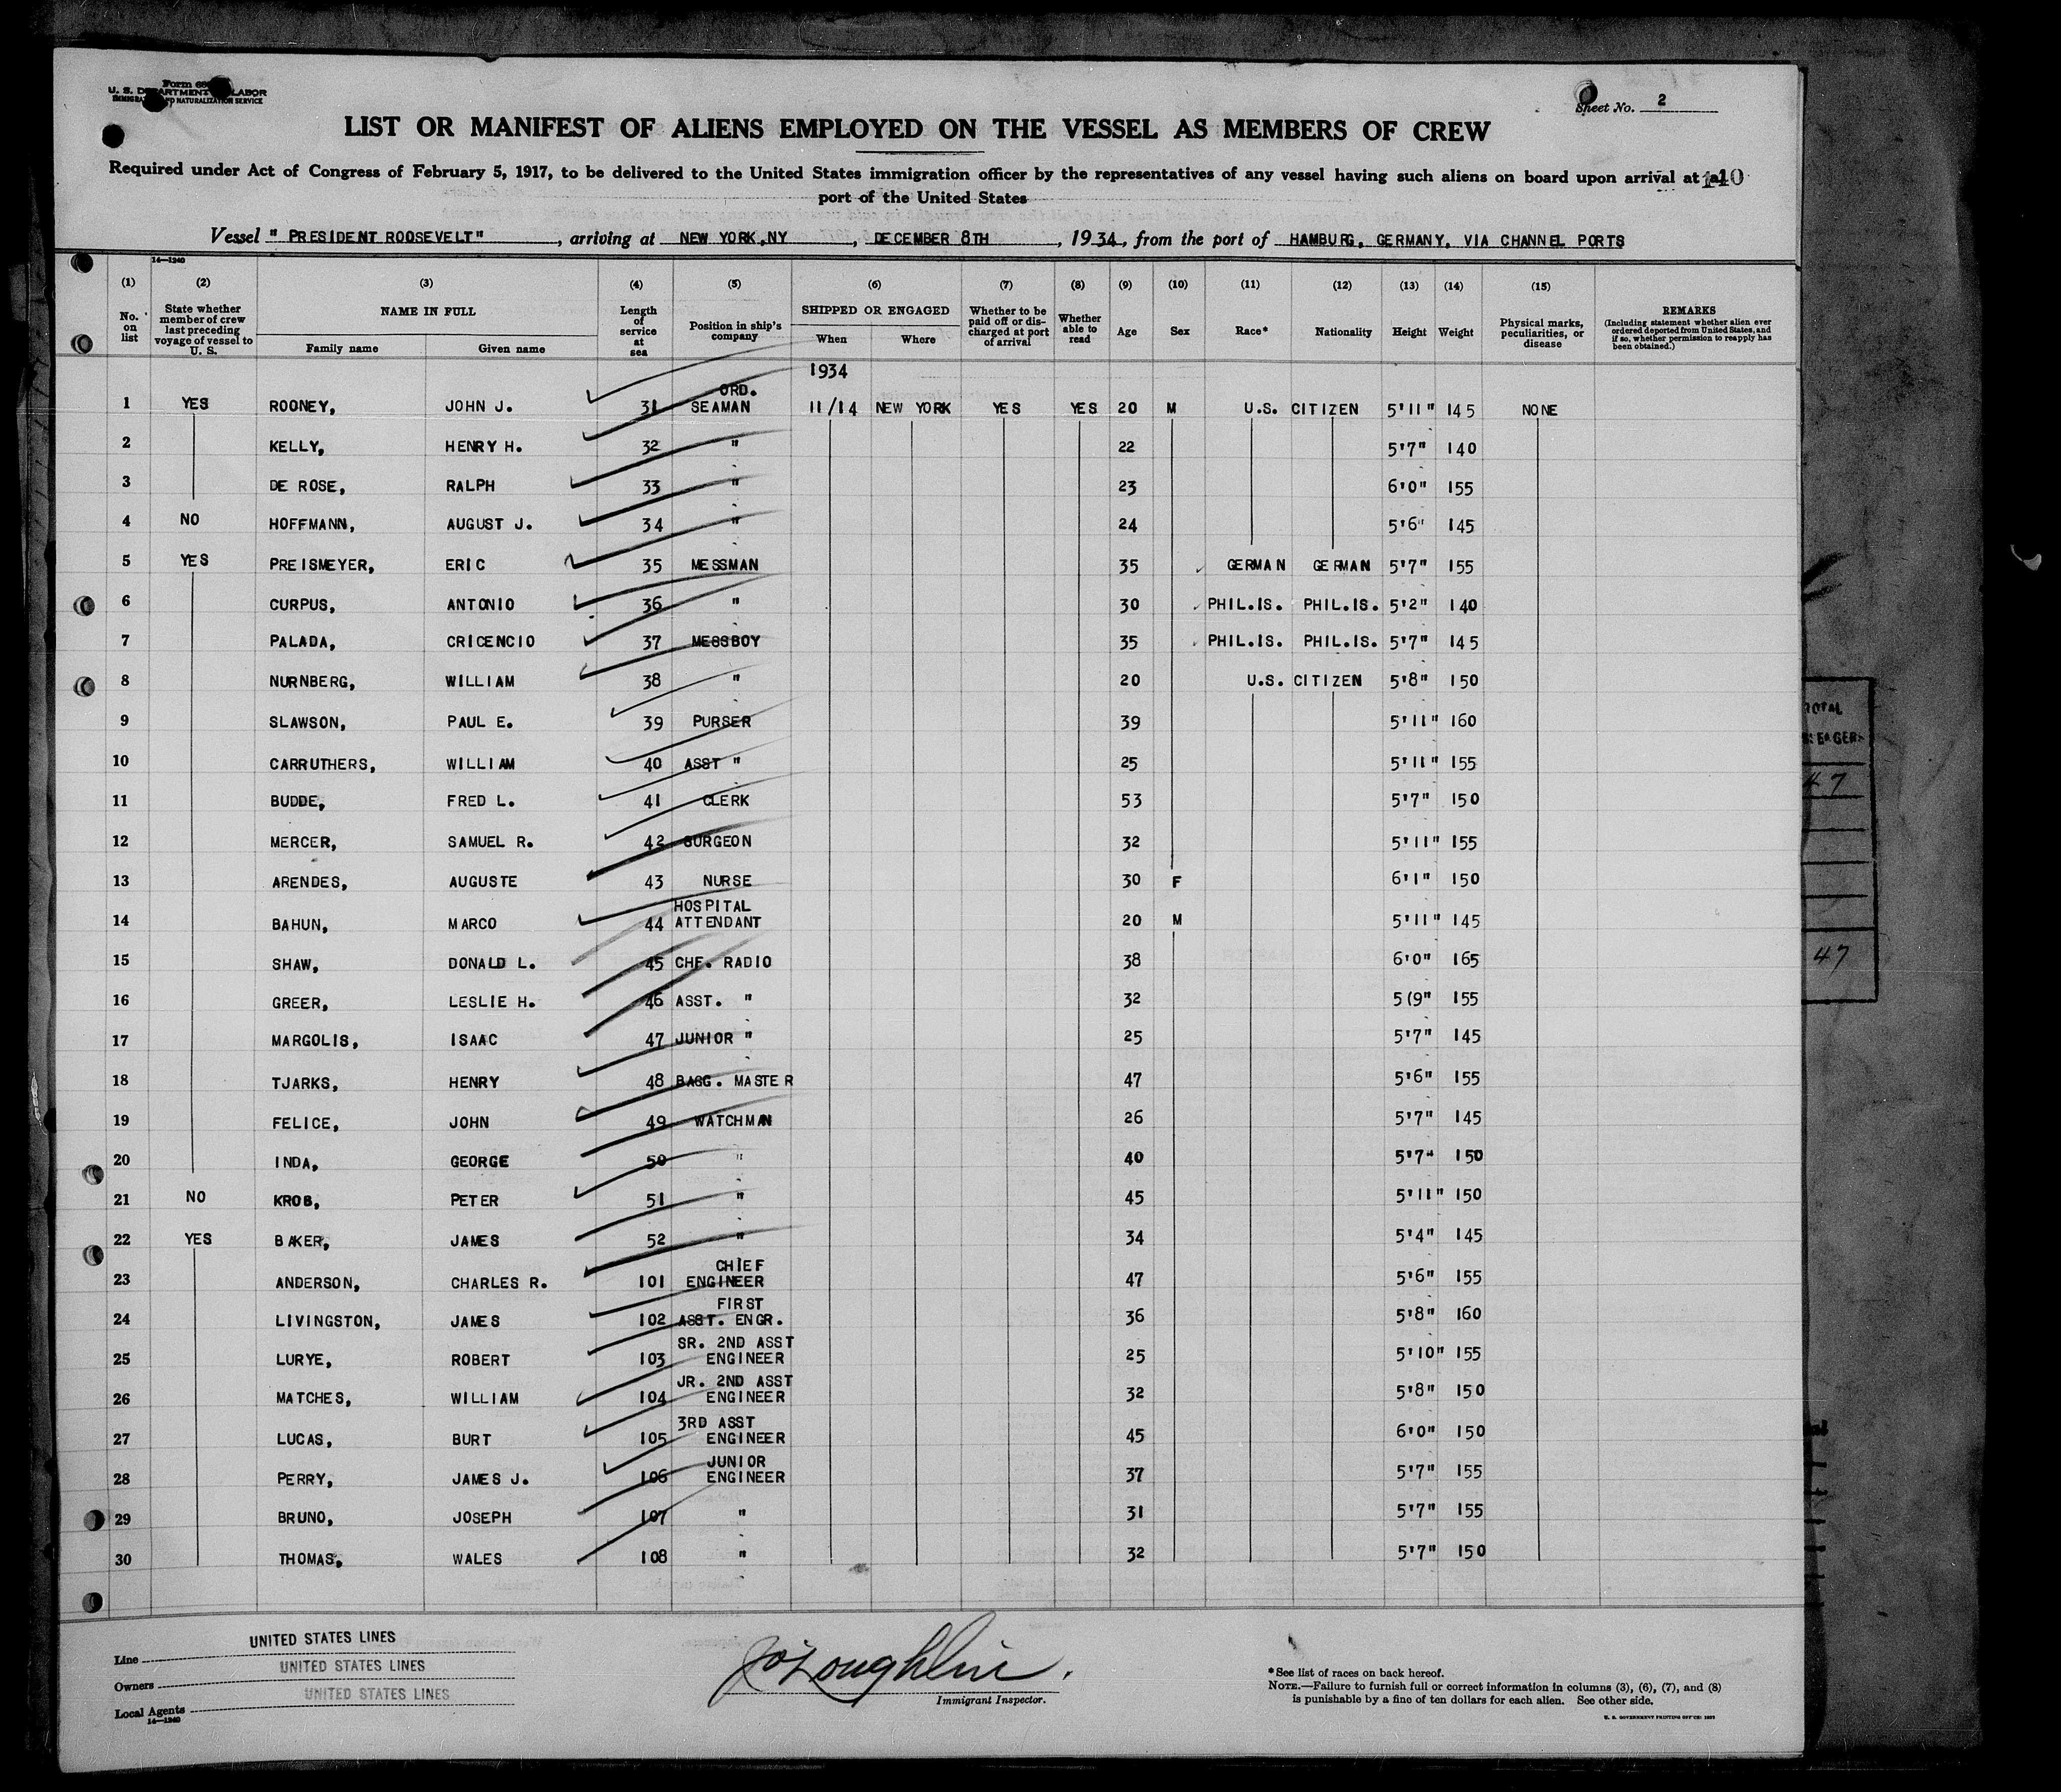 U. S. DEPARTMENT LABOR
IMMIGRATION AND NATURALIZATION SERVICE
Sheet No. 2
LIST OR MANIFEST OF ALIENS EMPLOYED ON THE VESSEL AS MEMBERS OF CREW
Required under Act of Congress of February 5, 1917, to be delivered to the United States immigration officer by the representatives of any vessel having such aliens on board upon arrival at a
port of the United States
Vessel " PRESIDENT ROOSEVELT" , arriving at NEW YORK,NY , DECEMBER 8TH , 1934, from the port of HAMBURG, GERMANY, VIA CHANNEL PORTS
14—1240
(1) (2) (3) (4) (5) (6) (7) (8) (9) (10) (11) (12) (13) (14) (15)
No. on list
State whether member of crew last preceding voyage of vessel to U. S.
NAME IN FULL
Family name Given name
Length of service at sea
Position in ship's company
SHIPPED OR ENGAGED
When Where
Whether to be paid off or discharged at port of arrival
Whether able to read
Age Sex Race* Nationality Height Weight
Physical marks, peculiarities, or disease
REMARKS
(Including statement whether alien ever ordered deported from United States, and if so, whether permission to reapply has been obtained.)
1934
1 YES ROONEY, JOHN J. 31 ORD. SEAMAN 11/14 NEW YORK YES YES 20 M U.S. CITIZEN 5'11" 145 NONE
2 KELLY, HENRY H. 32 " 22 5'7" 140
3 DE ROSE, RALPH 33 " 23 6'0" 155
4 NO HOFFMANN, AUGUST J. 34 " 24 5'6" 145
5 YES PREISMEYER, ERIC 35 MESSMAN 35 GERMAN GERMAN 5'7" 155
6 CURPUS, ANTONIO 36 " 30 PHIL.IS. PHIL.IS. 5'2" 140
7 PALADA, CRICENCIO 37 MESSBOY 35 PHIL.IS. PHIL.IS. 5'7" 145
8 NURNBERG, WILLIAM 38 " 20 U.S. CITIZEN 5'8" 150
9 SLAWSON, PAUL E. 39 PURSER 39 5'11" 160
10 CARRUTHERS, WILLIAM 40 ASST " 25 5'11" 155
11 BUDDE, FRED L. 41 CLERK 53 5'7" 150
12 MERCER, SAMUEL R. 42 SURGEON 32 5'11" 155
13 ARENDES, AUGUSTE 43 NURSE 30 F 6'1" 150
14 BAHUN, MARCO 44 HOSPITAL ATTENDANT 20 M 5'11" 145
15 SHAW, DONALD L. 45 CHF. RADIO 38 6'0" 165
16 GREER, LESLIE H. 46 ASST. " 32 5(9" 155
17 MARGOLIS, ISAAC 47 JUNIOR " 25 5'7" 145
18 TJARKS, HENRY 48 BAGG. MASTER 47 5'6" 155
19 FELICE, JOHN 49 WATCHMAN 26 5'7" 145
20 INDA, GEORGE 50 " 40 5'7" 150
21 NO KROB, PETER 51 " 45 5'11" 150
22 YES BAKER, JAMES 52 " 34 5'4" 145
23 ANDERSON, CHARLES R. 101 CHIEF ENGINEER 47 5'6" 155
24 LIVINGSTON, JAMES 102 FIRST ASST. ENGR. 36 5'8" 160
25 LURYE, ROBERT 103 SR. 2ND ASST ENGINEER 25 5'10" 155
26 MATCHES, WILLIAM 104 JR. 2ND ASST ENGINEER 32 5'8" 150
27 LUCAS, BURT 105 3RD ASST ENGINEER 45 6'0" 150
28 PERRY, JAMES J. 106 JUNIOR ENGINEER 37 5'7" 155
29 BRUNO, JOSEPH 107 " 31 5'7" 155
30 THOMAS, WALES 108 " 32 5'7" 150
TOTAL
47
47
Line UNITED STATES LINES
Owners UNITED STATES LINES
Local Agents UNITED STATES LINES
14—1240
Immigrant Inspector.
*See list of races on back hereof.
NOTE.—Failure to furnish full or correct information in columns (3), (6), (7), and (8)
is punishable by a fine of ten dollars for each alien. See other side.